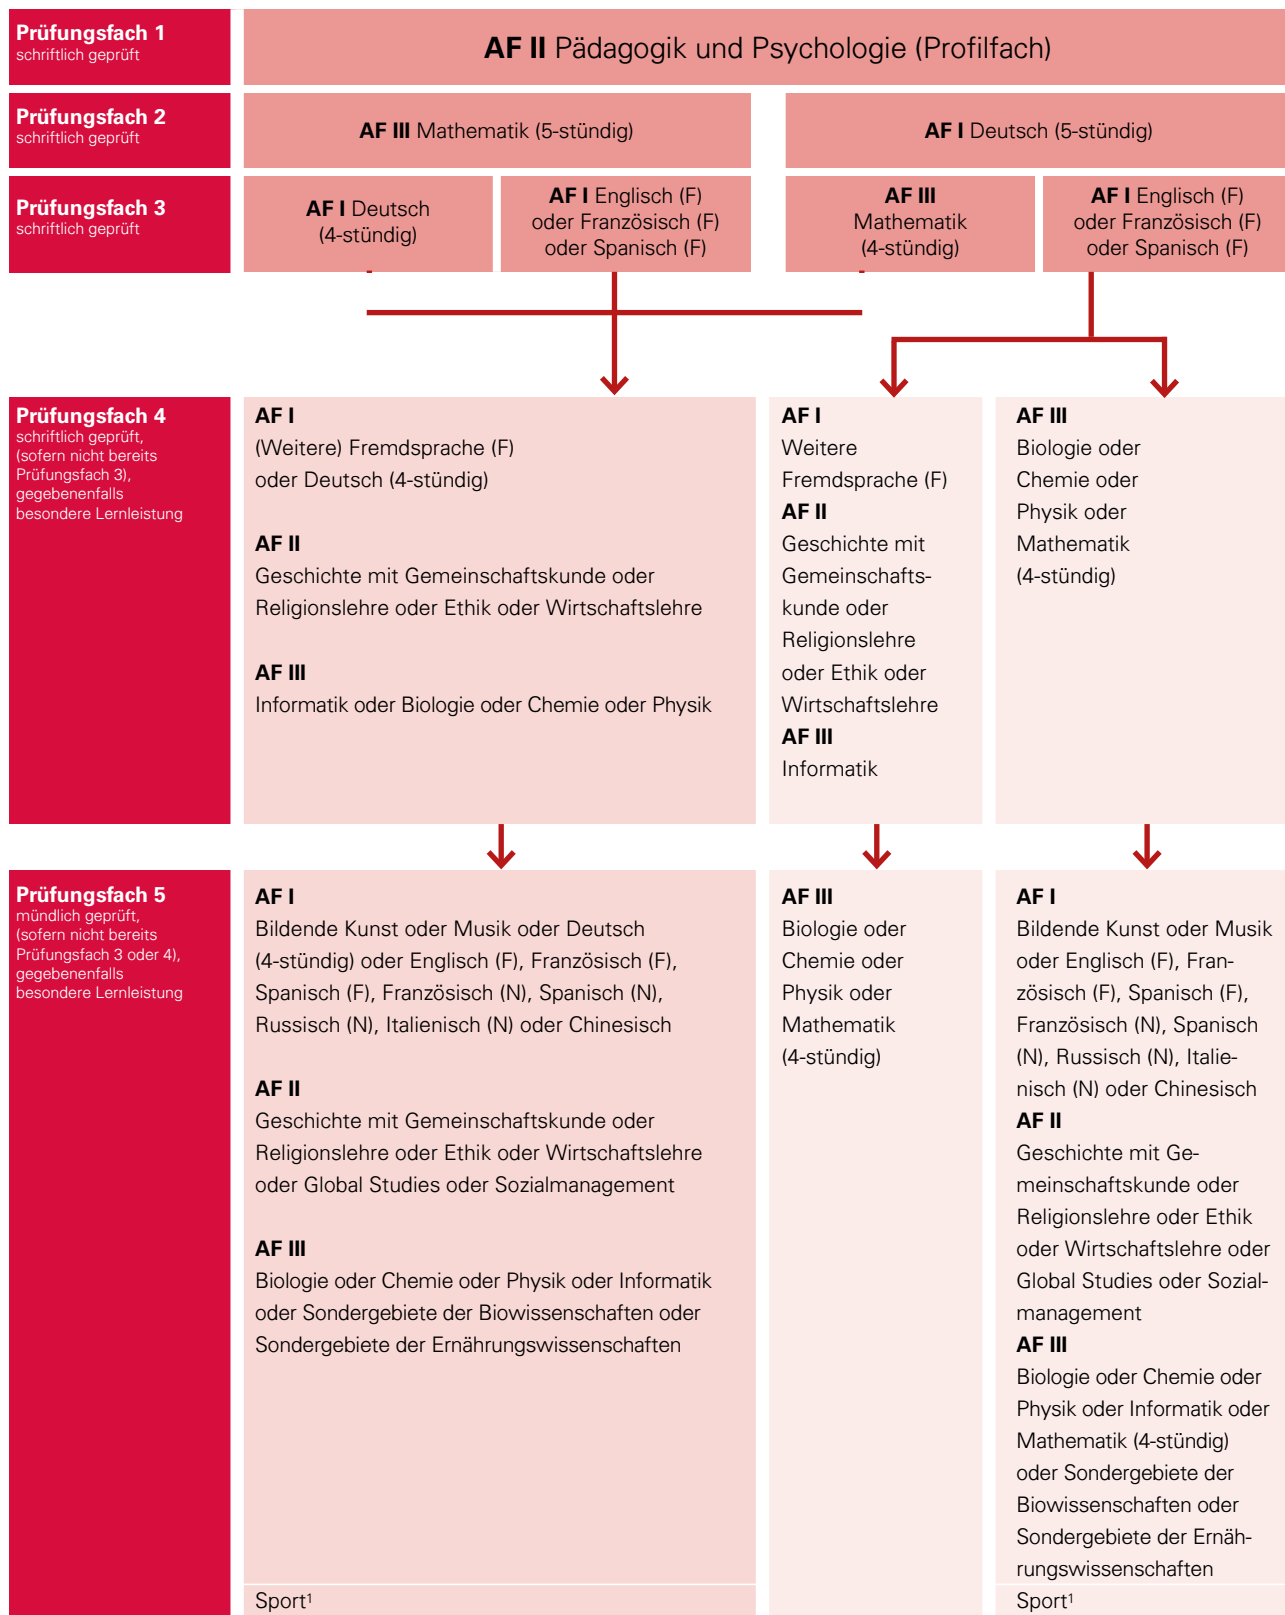 Prüfungsfach 1
schriftlich geprüft
AF II Pädagogik und Psychologie (Profilfach)
Prüfungsfach 2
schriftlich geprüft
AF III Mathematik (5-stündig)
AF I Deutsch (5-stündig)
Prüfungsfach 3
schriftlich geprüft
AF I Deutsch
(4-stündig)
AF I Englisch (F)
oder Französisch (F)
oder Spanisch (F)
AF III
Mathematik
(4-stündig)
AF I Englisch (F)
oder Französisch (F)
oder Spanisch (F)
Prüfungsfach 4
schriftlich geprüft,
(sofern nicht bereits
Prüfungsfach 3),
gegebenenfalls
besondere Lernleistung
AF I
(Weitere) Fremdsprache (F)
oder Deutsch (4-stündig)
AF II
Geschichte mit Gemeinschaftskunde oder
Religionslehre oder Ethik oder Wirtschaftslehre
AF III
Informatik oder Biologie oder Chemie oder Physik
AF I
Weitere
Fremdsprache (F)
AF II
Geschichte mit
Gemeinschafts-
kunde oder
Religionslehre
oder Ethik oder
Wirtschaftslehre
AF III
Informatik
AF III
Biologie oder
Chemie oder
Physik oder
Mathematik
(4-stündig)
Prüfungsfach 5
mündlich geprüft,
(sofern nicht bereits
Prüfungsfach 3 oder 4),
gegebenenfalls
besondere Lernleistung
AF I
Bildende Kunst oder Musik oder Deutsch
(4-stündig) oder Englisch (F), Französisch (F),
Spanisch (F), Französisch (N), Spanisch (N),
Russisch (N), Italienisch (N) oder Chinesisch
AF II
Geschichte mit Gemeinschaftskunde oder
Religionslehre oder Ethik oder Wirtschaftslehre
oder Global Studies oder Sozialmanagement
AF III
Biologie oder Chemie oder Physik oder Informatik
oder Sondergebiete der Biowissenschaften oder
Sondergebiete der Ernährungswissenschaften
Sport¹
AF III
Biologie oder
Chemie oder
Physik oder
Mathematik
(4-stündig)
AF I
Bildende Kunst oder Musik
oder Englisch (F), Fran-
zösisch (F), Spanisch (F),
Französisch (N), Spanisch
(N), Russisch (N), Italie-
nisch (N) oder Chinesisch
AF II
Geschichte mit Ge-
meinschaftskunde oder
Religionslehre oder Ethik
oder Wirtschaftslehre oder
Global Studies oder Sozial-
management
AF III
Biologie oder Chemie oder
Physik oder Informatik oder
Mathematik (4-stündig)
oder Sondergebiete der
Biowissenschaften oder
Sondergebiete der Ernäh-
rungswissenschaften
Sport¹